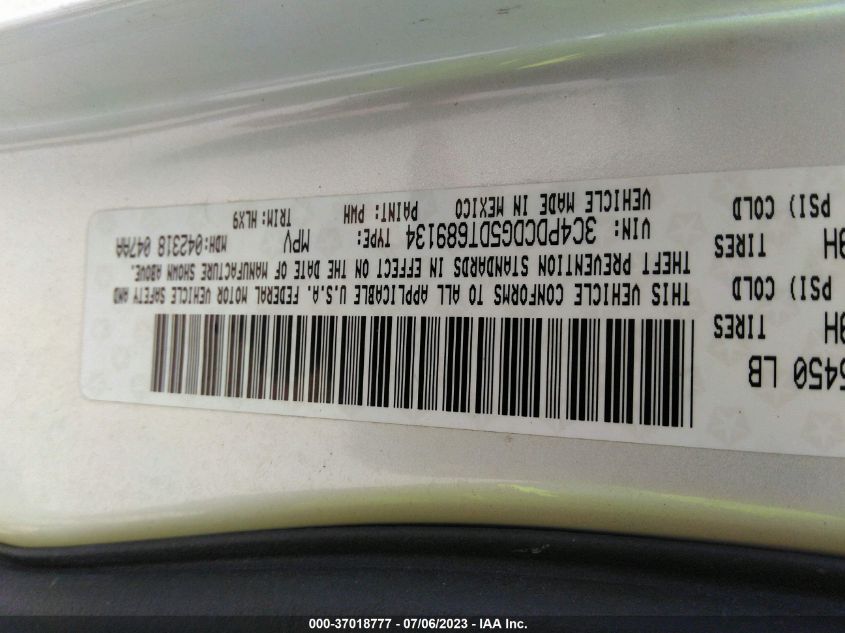 5450 LB
TIRES
PSI) COLD
TIRES
PSI) COLD
THIS VEHICLE CONFORMS TO ALL APPLICABLE U.S.A. FEDERAL MOTOR VEHICLE SAFETY AND
THEFT PREVENTION STANDARDS IN EFFECT ON THE DATE OF MANUFACTURE SHOWN ABOVE.
VIN: 3C4PDCDG5DT689134 TYPE: MPV MDH:042318 047AA
VEHICLE MADE IN MEXICO PAINT: PWH TRIM: HLX9
000-37018777 - 07/06/2023 - IAA Inc.